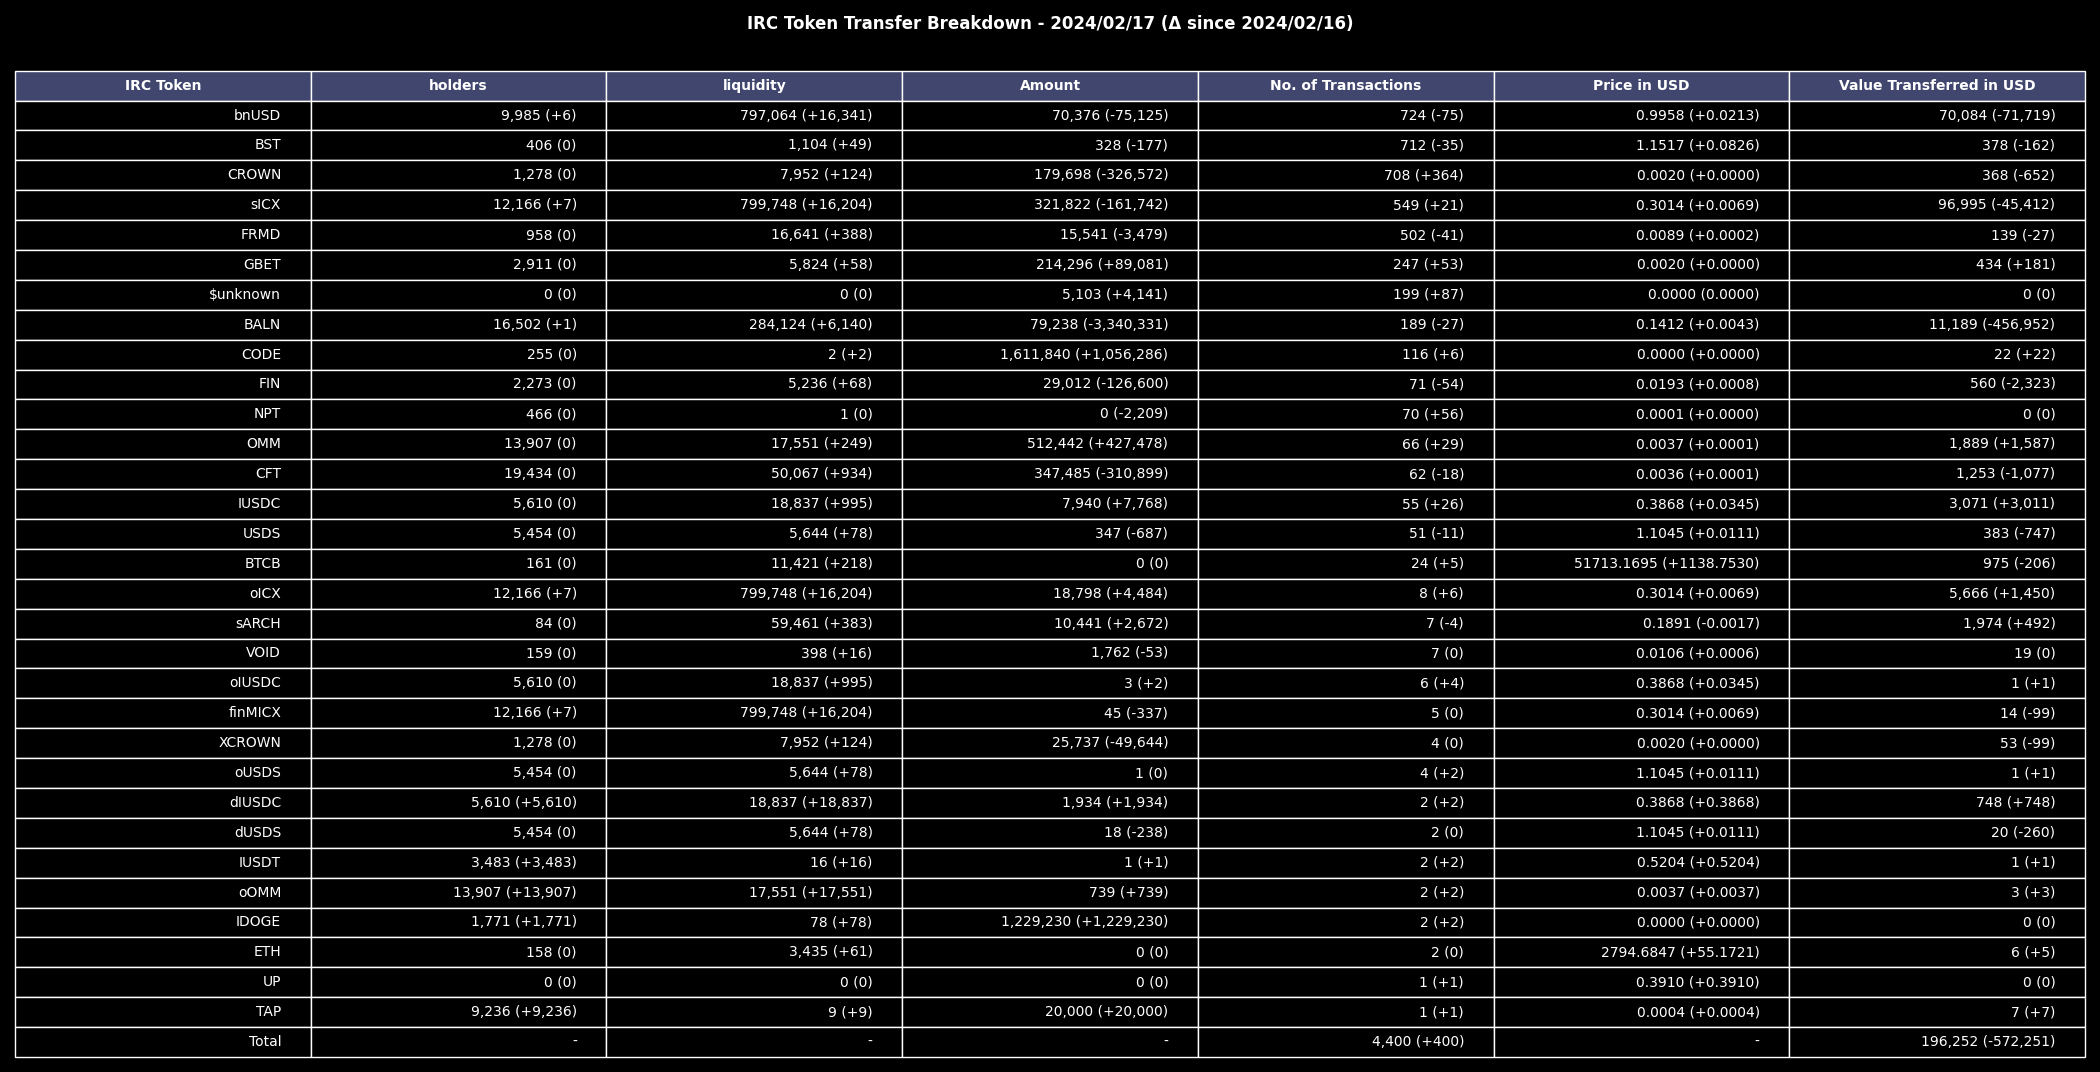 IRC Token Transfer Breakdown - 2024/02/17 (Δ since 2024/02/16)
IRC Token holders liquidity Amount No. of Transactions Price in USD Value Transferred in USD
bnUSD 9,985 (+6) 797,064 (+16,341) 70,376 (-75,125) 724 (-75) 0.9958 (+0.0213) 70,084 (-71,719)
BST 406 (0) 1,104 (+49) 328 (-177) 712 (-35) 1.1517 (+0.0826) 378 (-162)
CROWN 1,278 (0) 7,952 (+124) 179,698 (-326,572) 708 (+364) 0.0020 (+0.0000) 368 (-652)
sICX 12,166 (+7) 799,748 (+16,204) 321,822 (-161,742) 549 (+21) 0.3014 (+0.0069) 96,995 (-45,412)
FRMD 958 (0) 16,641 (+388) 15,541 (-3,479) 502 (-41) 0.0089 (+0.0002) 139 (-27)
GBET 2,911 (0) 5,824 (+58) 214,296 (+89,081) 247 (+53) 0.0020 (+0.0000) 434 (+181)
$unknown 0 (0) 0 (0) 5,103 (+4,141) 199 (+87) 0.0000 (0.0000) 0 (0)
BALN 16,502 (+1) 284,124 (+6,140) 79,238 (-3,340,331) 189 (-27) 0.1412 (+0.0043) 11,189 (-456,952)
CODE 255 (0) 2 (+2) 1,611,840 (+1,056,286) 116 (+6) 0.0000 (+0.0000) 22 (+22)
FIN 2,273 (0) 5,236 (+68) 29,012 (-126,600) 71 (-54) 0.0193 (+0.0008) 560 (-2,323)
NPT 466 (0) 1 (0) 0 (-2,209) 70 (+56) 0.0001 (+0.0000) 0 (0)
OMM 13,907 (0) 17,551 (+249) 512,442 (+427,478) 66 (+29) 0.0037 (+0.0001) 1,889 (+1,587)
CFT 19,434 (0) 50,067 (+934) 347,485 (-310,899) 62 (-18) 0.0036 (+0.0001) 1,253 (-1,077)
IUSDC 5,610 (0) 18,837 (+995) 7,940 (+7,768) 55 (+26) 0.3868 (+0.0345) 3,071 (+3,011)
USDS 5,454 (0) 5,644 (+78) 347 (-687) 51 (-11) 1.1045 (+0.0111) 383 (-747)
BTCB 161 (0) 11,421 (+218) 0 (0) 24 (+5) 51713.1695 (+1138.7530) 975 (-206)
oICX 12,166 (+7) 799,748 (+16,204) 18,798 (+4,484) 8 (+6) 0.3014 (+0.0069) 5,666 (+1,450)
sARCH 84 (0) 59,461 (+383) 10,441 (+2,672) 7 (-4) 0.1891 (-0.0017) 1,974 (+492)
VOID 159 (0) 398 (+16) 1,762 (-53) 7 (0) 0.0106 (+0.0006) 19 (0)
oIUSDC 5,610 (0) 18,837 (+995) 3 (+2) 6 (+4) 0.3868 (+0.0345) 1 (+1)
finMICX 12,166 (+7) 799,748 (+16,204) 45 (-337) 5 (0) 0.3014 (+0.0069) 14 (-99)
XCROWN 1,278 (0) 7,952 (+124) 25,737 (-49,644) 4 (0) 0.0020 (+0.0000) 53 (-99)
oUSDS 5,454 (0) 5,644 (+78) 1 (0) 4 (+2) 1.1045 (+0.0111) 1 (+1)
dIUSDC 5,610 (+5,610) 18,837 (+18,837) 1,934 (+1,934) 2 (+2) 0.3868 (+0.3868) 748 (+748)
dUSDS 5,454 (0) 5,644 (+78) 18 (-238) 2 (0) 1.1045 (+0.0111) 20 (-260)
IUSDT 3,483 (+3,483) 16 (+16) 1 (+1) 2 (+2) 0.5204 (+0.5204) 1 (+1)
oOMM 13,907 (+13,907) 17,551 (+17,551) 739 (+739) 2 (+2) 0.0037 (+0.0037) 3 (+3)
IDOGE 1,771 (+1,771) 78 (+78) 1,229,230 (+1,229,230) 2 (+2) 0.0000 (+0.0000) 0 (0)
ETH 158 (0) 3,435 (+61) 0 (0) 2 (0) 2794.6847 (+55.1721) 6 (+5)
UP 0 (0) 0 (0) 0 (0) 1 (+1) 0.3910 (+0.3910) 0 (0)
TAP 9,236 (+9,236) 9 (+9) 20,000 (+20,000) 1 (+1) 0.0004 (+0.0004) 7 (+7)
Total - - - 4,400 (+400) - 196,252 (-572,251)